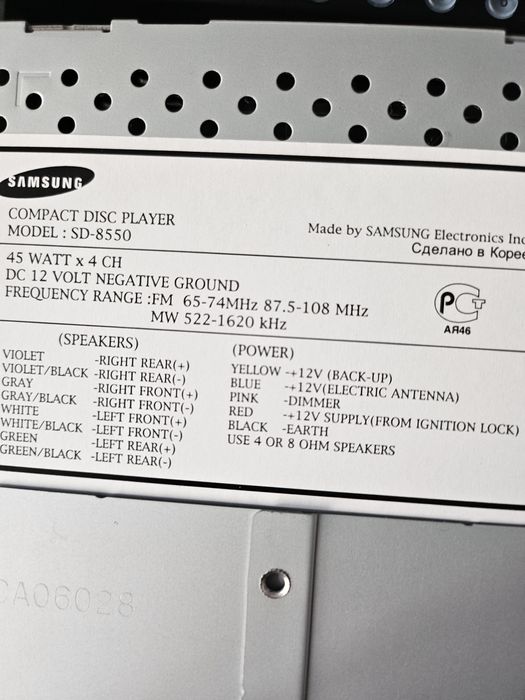 SAMSUNG
COMPACT DISC PLAYER
MODEL : SD-8550
Made by SAMSUNG Electronics Inc
Сделано в Корее
45 WATT x 4 CH
DC 12 VOLT NEGATIVE GROUND
FREQUENCY RANGE :FM 65-74MHz 87.5-108 MHz
MW 522-1620 kHz
РСТ
АЯ46
(SPEAKERS)
VIOLET -RIGHT REAR(+)
VIOLET/BLACK -RIGHT REAR(-)
GRAY -RIGHT FRONT(+)
GRAY/BLACK -RIGHT FRONT(-)
WHITE -LEFT FRONT(+)
WHITE/BLACK -LEFT FRONT(-)
GREEN -LEFT REAR(+)
GREEN/BLACK -LEFT REAR(-)
(POWER)
YELLOW -+12V (BACK-UP)
BLUE -+12V(ELECTRIC ANTENNA)
PINK -DIMMER
RED -+12V SUPPLY(FROM IGNITION LOCK)
BLACK -EARTH
USE 4 OR 8 OHM SPEAKERS
CA06028